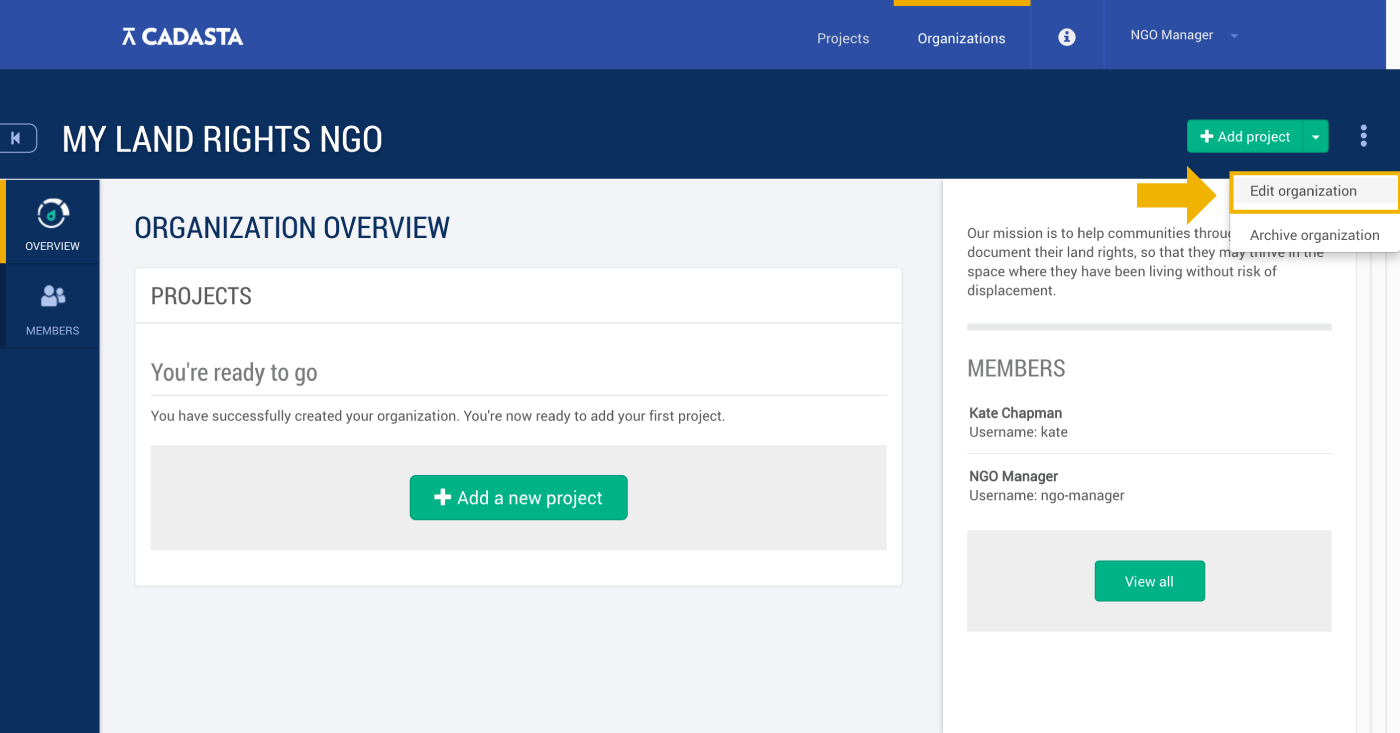 CADASTA
Projects
Organizations
NGO Manager
MY LAND RIGHTS NGO
Add project
Edit organization
Archive organization
OVERVIEW
MEMBERS
ORGANIZATION OVERVIEW
PROJECTS
You're ready to go
You have successfully created your organization. You're now ready to add your first project.
Add a new project
Our mission is to help communities
document their land rights, so that they may thrive in the
space where they have been living without risk of
displacement.
MEMBERS
Kate Chapman
Username: kate
NGO Manager
Username: ngo-manager
View all